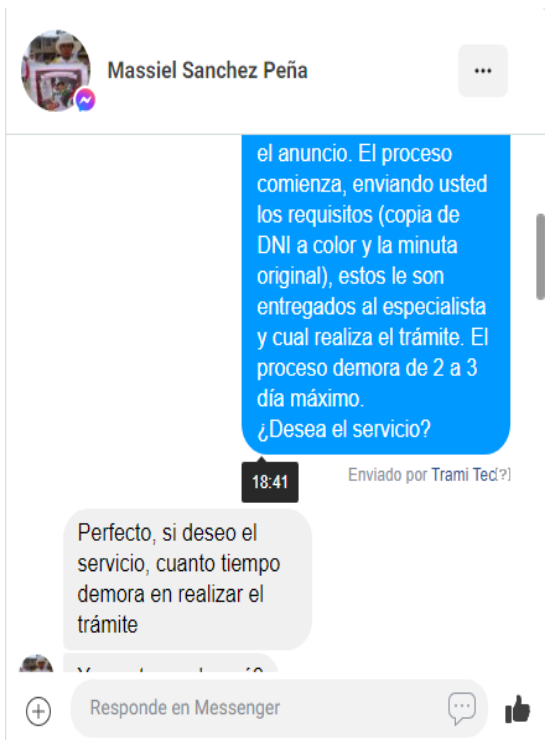 Massiel Sanchez Peña
el anuncio. El proceso
comienza, enviando usted
los requisitos (copia de
DNI a color y la minuta
original), estos le son
entregados al especialista
y cual realiza el trámite. El
proceso demora de 2 a 3
día máximo.
¿Desea el servicio?
18:41
Enviado por Trami Tec[?]
Perfecto, si deseo el
servicio, cuanto tiempo
demora en realizar el
trámite
Responde en Messenger